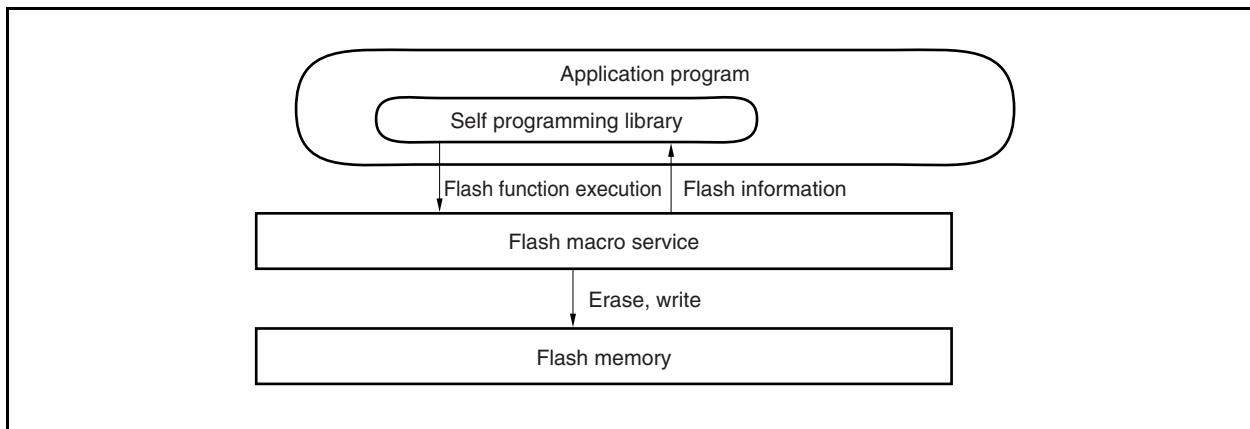 Application program
Self programming library
Flash function execution
Flash information
Flash macro service
Erase, write
Flash memory